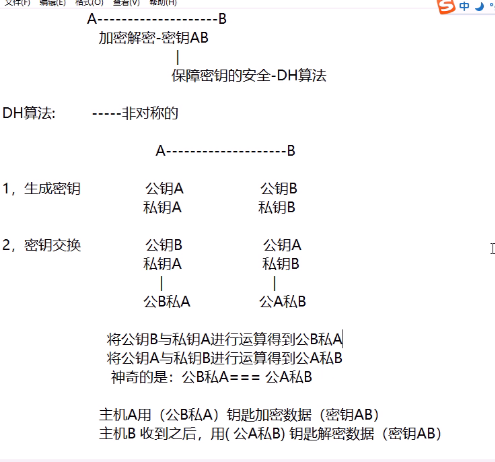 文件(F) 编辑(E) 格式(O) 查看(V) 帮助(H)
S 中
A--------------------B
加密解密-密钥AB
|
保障密钥的安全-DH算法
DH算法: -----非对称的
A--------------------B
1，生成密钥 公钥A 公钥B
私钥A 私钥B
2，密钥交换 公钥B 公钥A
私钥A 私钥B
| |
公B私A 公A私B
将公钥B与私钥A进行运算得到公B私A
将公钥A与私钥B进行运算得到公A私B
神奇的是：公B私A=== 公A私B
主机A用（公B私A）钥匙加密数据（密钥AB）
主机B 收到之后，用( 公A私B) 钥匙解密数据（密钥AB）